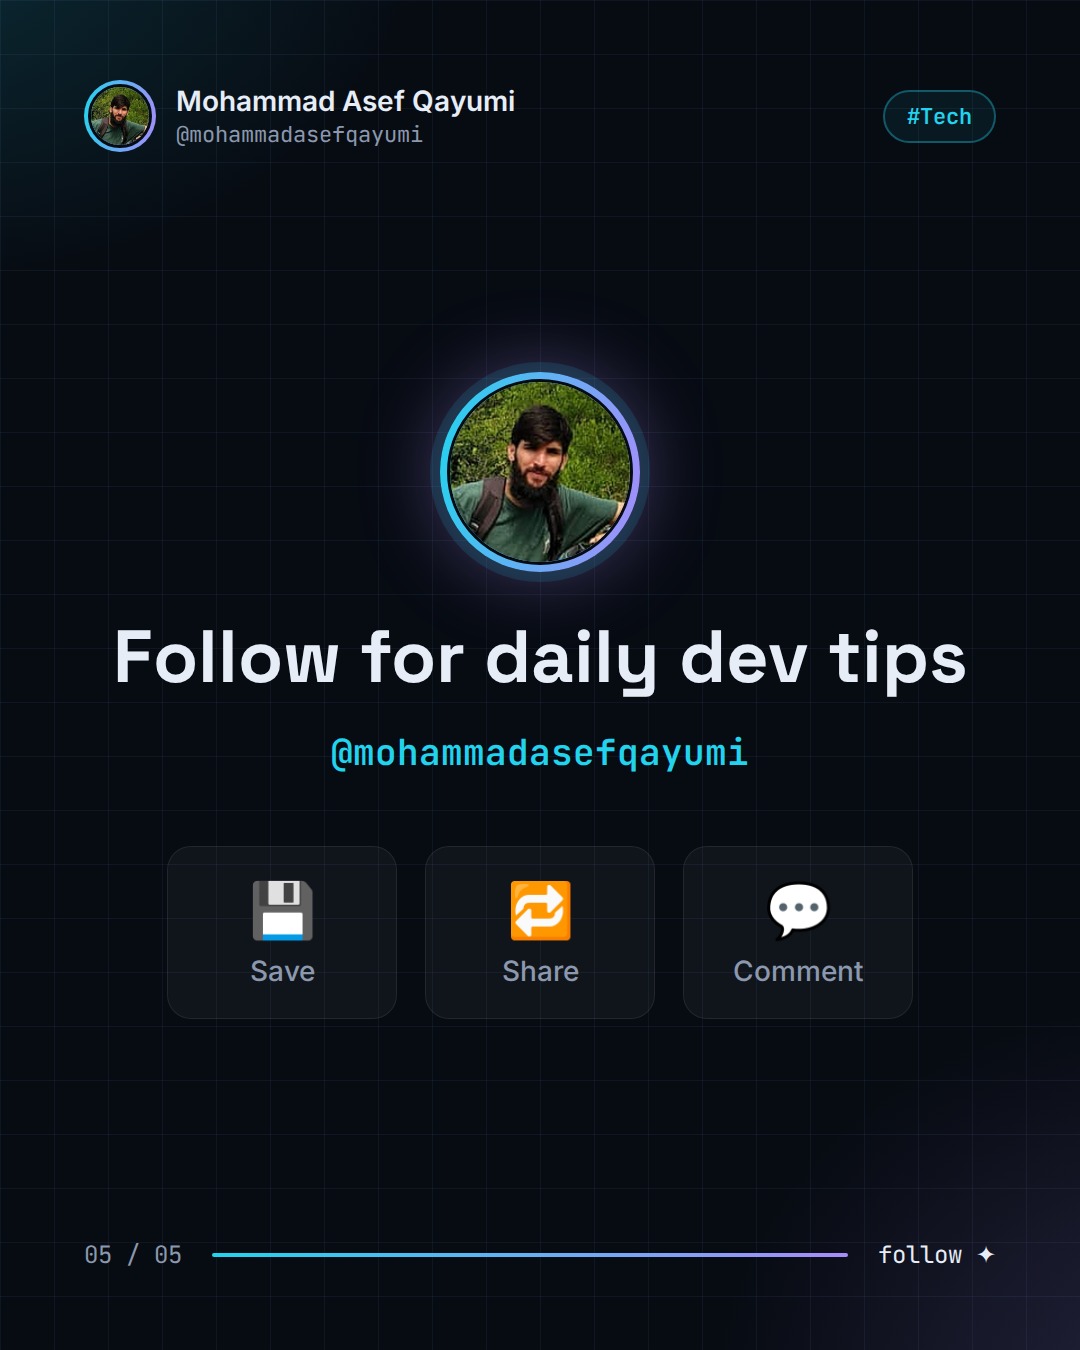 Mohammad Asef Qayumi
@mohammadasefqayumi
#Tech
Follow for daily dev tips
@mohammadasefqayumi
Save
Share
Comment
05 / 05
follow ✦